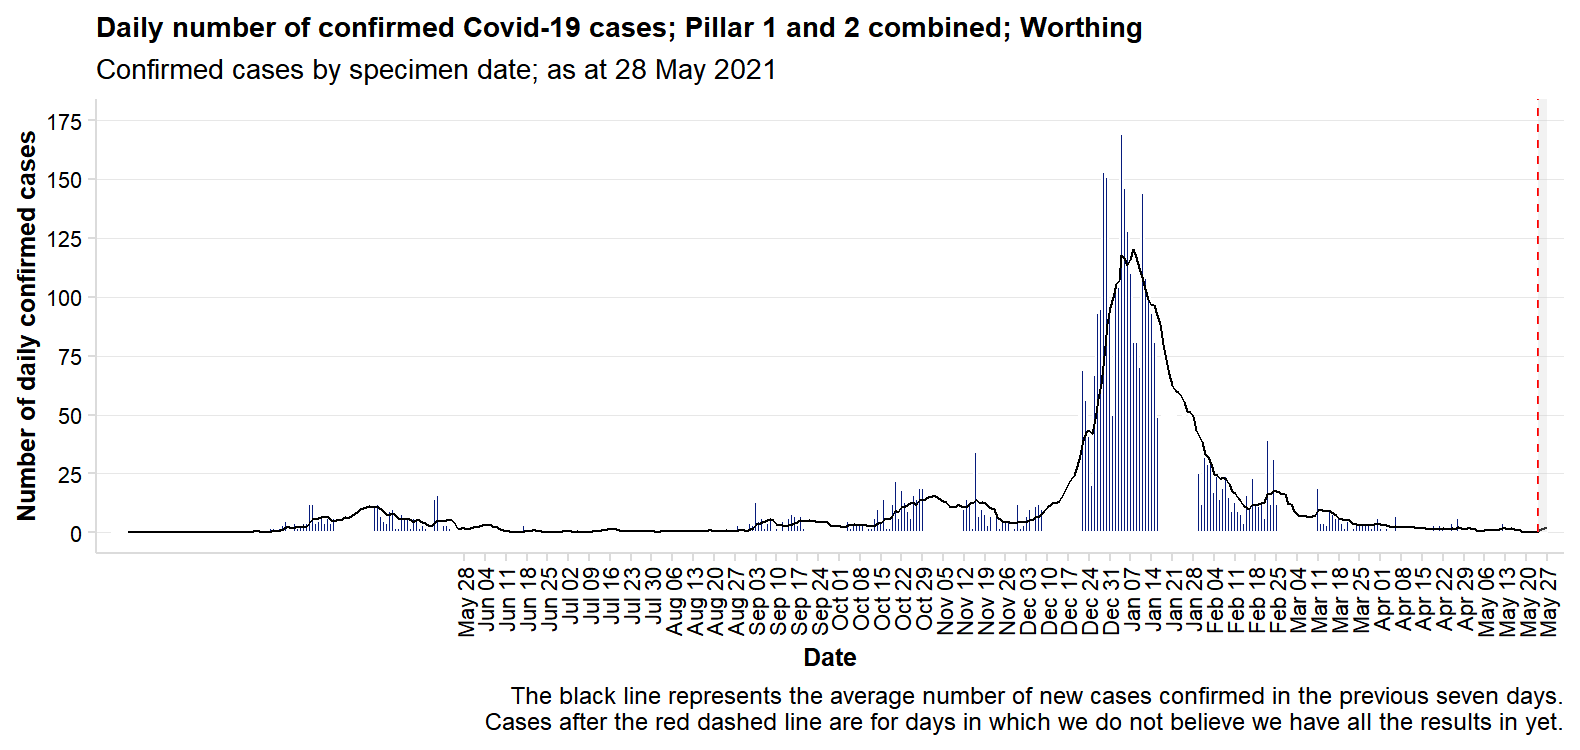 Daily number of confirmed Covid-19 cases; Pillar 1 and 2 combined; Worthing
Confirmed cases by specimen date; as at 28 May 2021
Number of daily confirmed cases
175
150
125
100
75
50
25
0
May 28
Jun 04
Jun 11
Jun 18
Jun 25
Jul 02
Jul 09
Jul 16
Jul 23
Jul 30
Aug 06
Aug 13
Aug 20
Aug 27
Sep 03
Sep 10
Sep 17
Sep 24
Oct 01
Oct 08
Oct 15
Oct 22
Oct 29
Nov 05
Nov 12
Nov 19
Nov 26
Dec 03
Dec 10
Dec 17
Dec 24
Dec 31
Jan 07
Jan 14
Jan 21
Jan 28
Feb 04
Feb 11
Feb 18
Feb 25
Mar 04
Mar 11
Mar 18
Mar 25
Apr 01
Apr 08
Apr 15
Apr 22
Apr 29
May 06
May 13
May 20
May 27
Date
The black line represents the average number of new cases confirmed in the previous seven days.
Cases after the red dashed line are for days in which we do not believe we have all the results in yet.